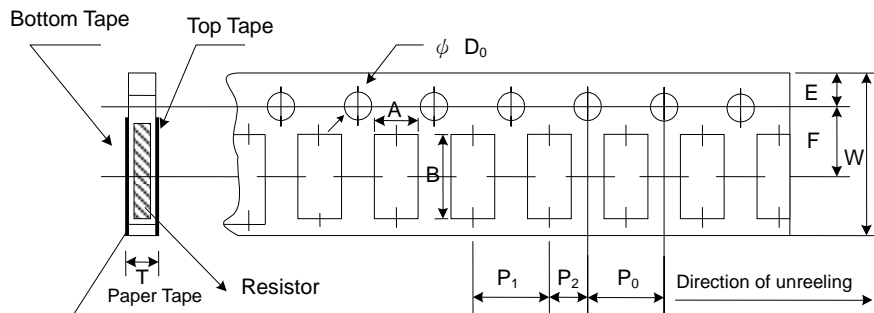 Bottom Tape
Top Tape
ψ D₀
E
A
F
B
W
T
Paper Tape
Resistor
P₁
P₂
P₀
Direction of unreeling